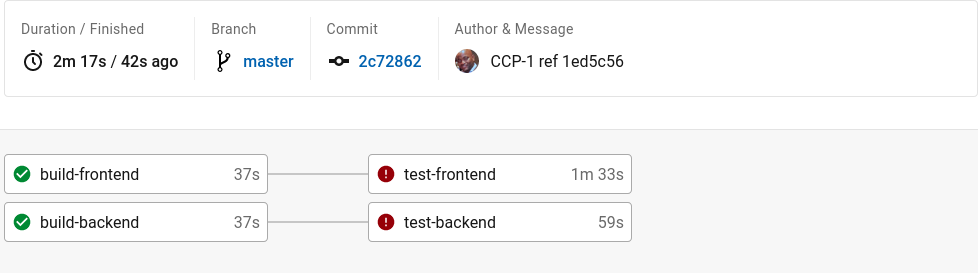 Duration / Finished Branch Commit Author & Message
2m 17s / 42s ago master 2c72862 CCP-1 ref 1ed5c56
build-frontend 37s test-frontend 1m 33s
build-backend 37s test-backend 59s